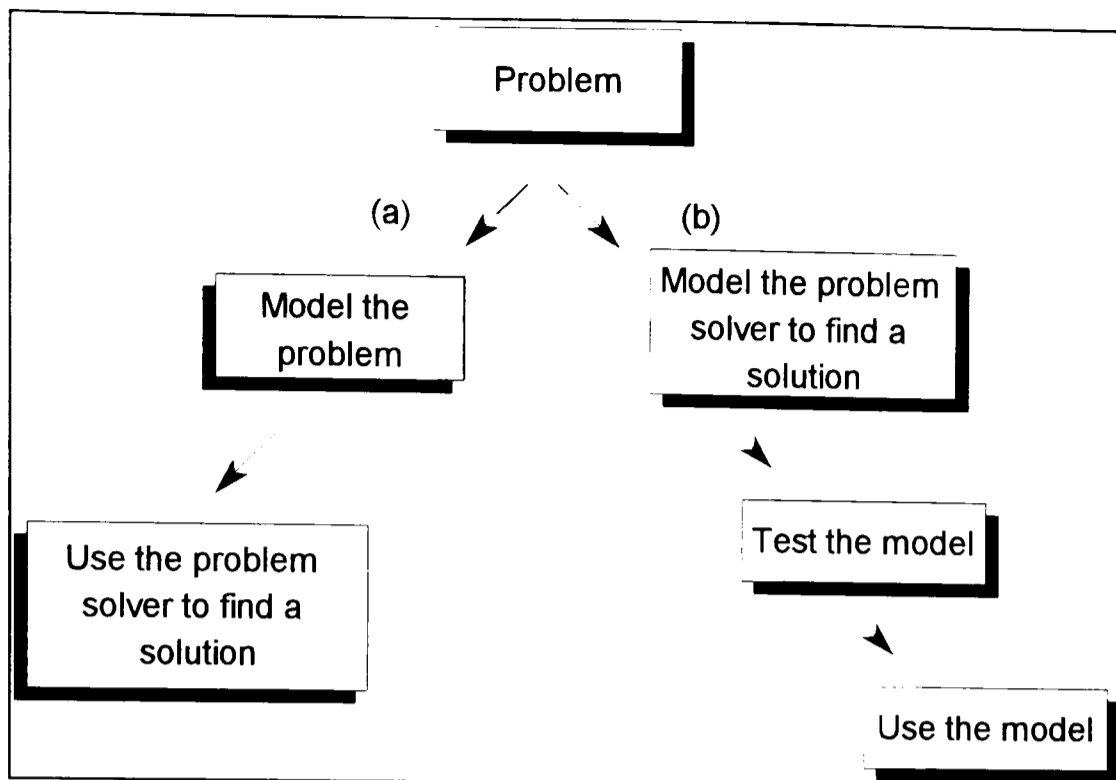 Problem
(a)
(b)
Model the
problem
Model the problem
solver to find a
solution
Use the problem
solver to find a
solution
Test the model
Use the model